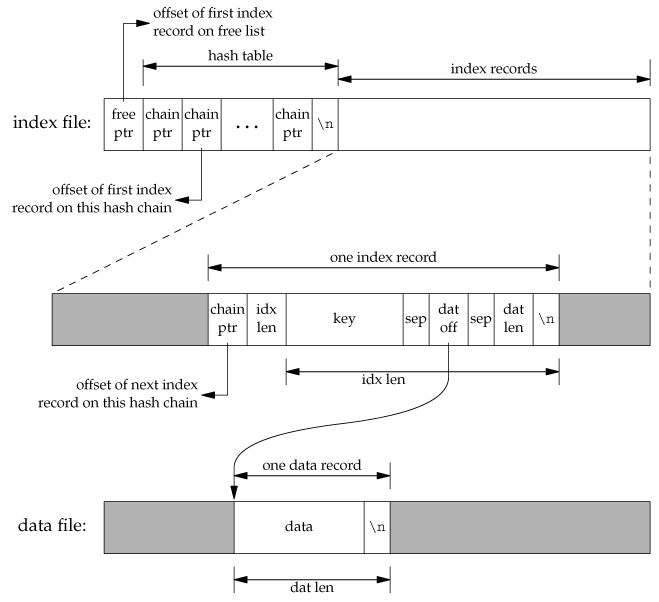 offset of first index
record on free list
hash table
index records
index file:
free
ptr
chain
ptr
chain
ptr
...
chain
ptr
\n
offset of first index
record on this hash chain
one index record
chain
ptr
idx
len
key
sep
dat
off
sep
dat
len
\n
idx len
offset of next index
record on this hash chain
one data record
data file:
data
\n
dat len